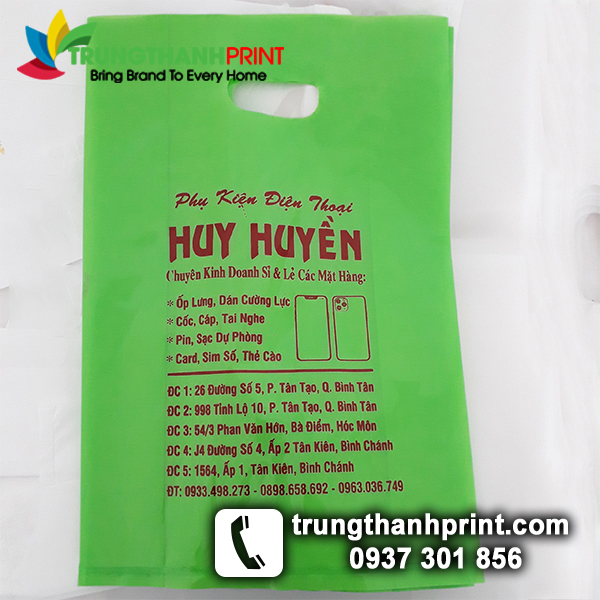 TRUNGTHANHPRINT
Bring Brand To Every Home
Phụ Kiện Điện Thoại
HUY HUYỀN
Chuyên Kinh Doanh Sỉ & Lẻ Các Mặt Hàng:
* Ốp Lưng, Dán Cường Lực
* Cốc, Cáp, Tai Nghe
* Pin, Sạc Dự Phòng
* Card, Sim Số, Thẻ Cào
ĐC 1: 26 Đường Số 5, P. Tân Tạo, Q. Bình Tân
ĐC 2: 998 Tỉnh Lộ 10, P. Tân Tạo, Q. Bình Tân
ĐC 3: 54/3 Phan Văn Hớn, Bà Điểm, Hóc Môn
ĐC 4: J4 Đường Số 4, Ấp 2 Tân Kiên, Bình Chánh
ĐC 5: 1564, Ấp 1, Tân Kiên, Bình Chánh
ĐT: 0933.498.273 - 0898.658.692 - 0963.036.749
trungthanhprint.com
0937 301 856